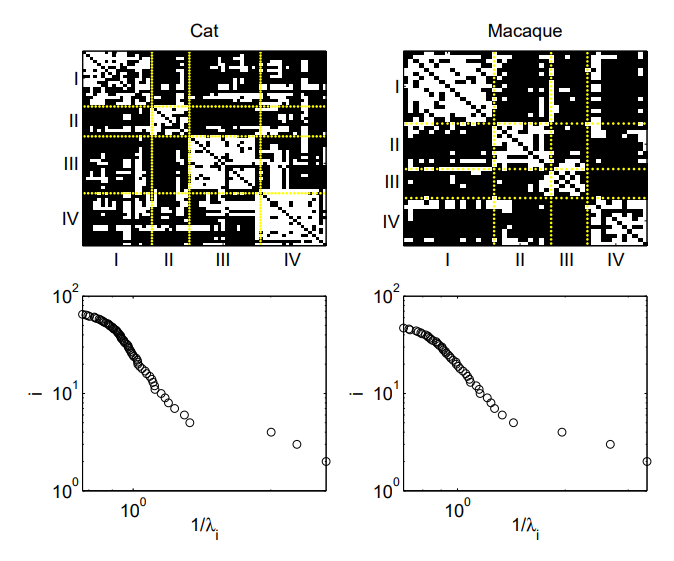 Cat Macaque
I I
II II
III III
IV IV
I II III IV I II III IV
10² 10²
i 10¹ i 10¹
10⁰ 10⁰
10⁰ 10⁰
1/λᵢ 1/λᵢ